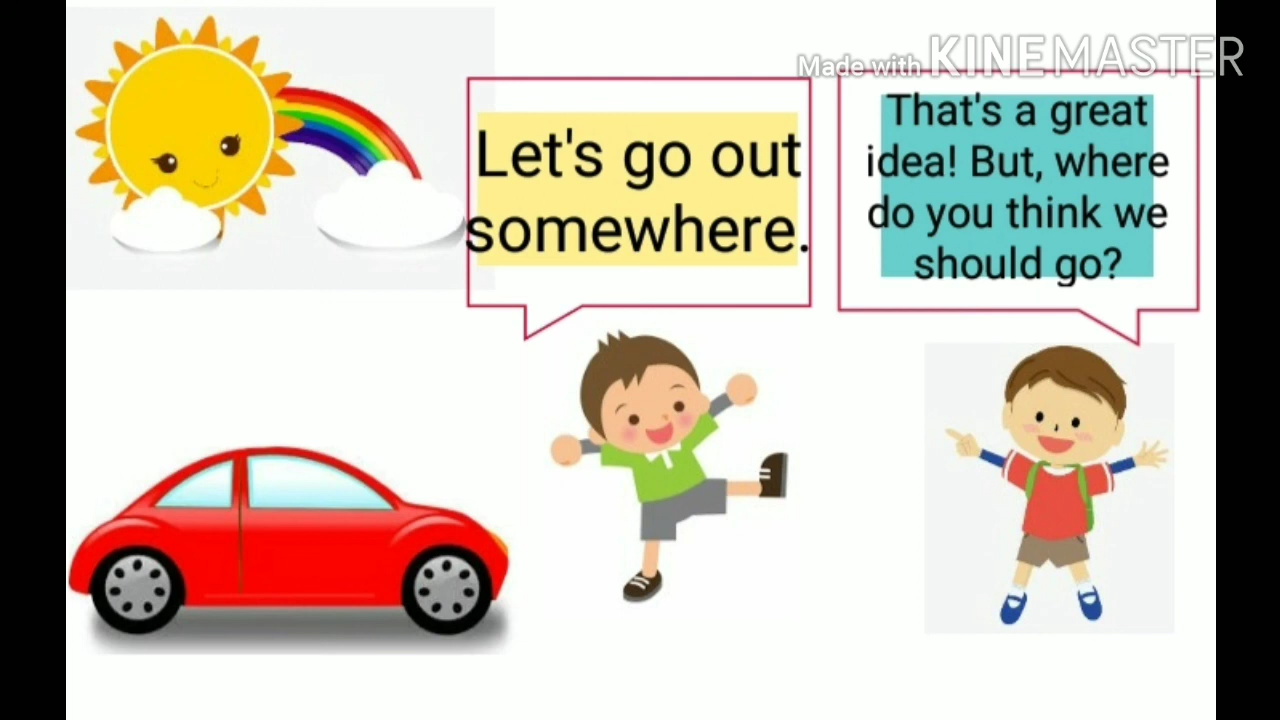 Made with KINEMASTER
Let's go out
somewhere.
That's a great
idea! But, where
do you think we
should go?